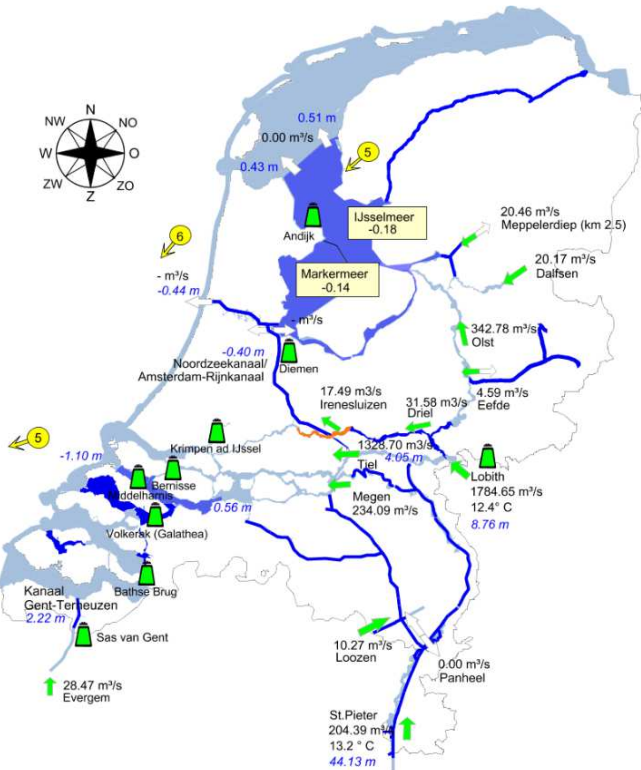 0.51 m
0.00 m³/s
0.43 m
5
N
NW
NO
W
O
ZW
ZO
Z
IJsselmeer
-0.18
Andijk
20.46 m³/s
Meppelerdiep (km 2.5)
6
Markermeer
-0.14
20.17 m³/s
Dalfsen
- m³/s
-0.44 m
- m³/s
342.78 m³/s
Olst
-0.40 m
Diemen
Noordzeekanaal/
Amsterdam-Rijnkanaal
17.49 m3/s
Irenesluizen
31.58 m3/s
Driel
4.59 m³/s
Eefde
5
Krimpen ad IJssel
1328.70 m³/s
4.05 m
Tiel
-1.10 m
Bernisse
Middelharnis
Lobith
1784.65 m³/s
12.4° C
8.76 m
Megen
234.09 m³/s
0.56 m
Volkerak (Galathea)
Bathse Brug
Kanaal
Gent-Terneuzen
2.22 m
Sas van Gent
10.27 m³/s
Loozen
0.00 m³/s
Panheel
28.47 m³/s
Evergem
St.Pieter
204.39 m³/s
13.2 ° C
44.13 m